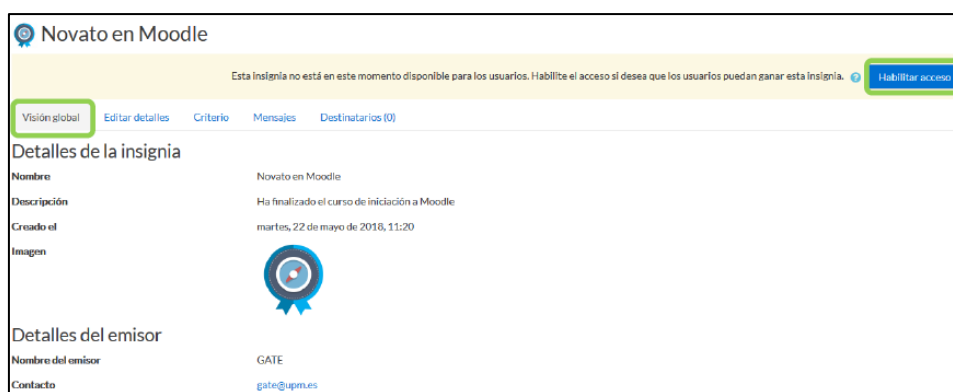 Novato en Moodle
Esta insignia no está en este momento disponible para los usuarios. Habilite el acceso si desea que los usuarios puedan ganar esta insignia. ? Habilitar acceso
Visión global Editar detalles Criterio Mensajes Destinatarios (0)
Detalles de la insignia
Nombre Novato en Moodle
Descripción Ha finalizado el curso de iniciación a Moodle
Creado el martes, 22 de mayo de 2018, 11:20
Imagen
Detalles del emisor
Nombre del emisor GATE
Contacto gate@upm.es